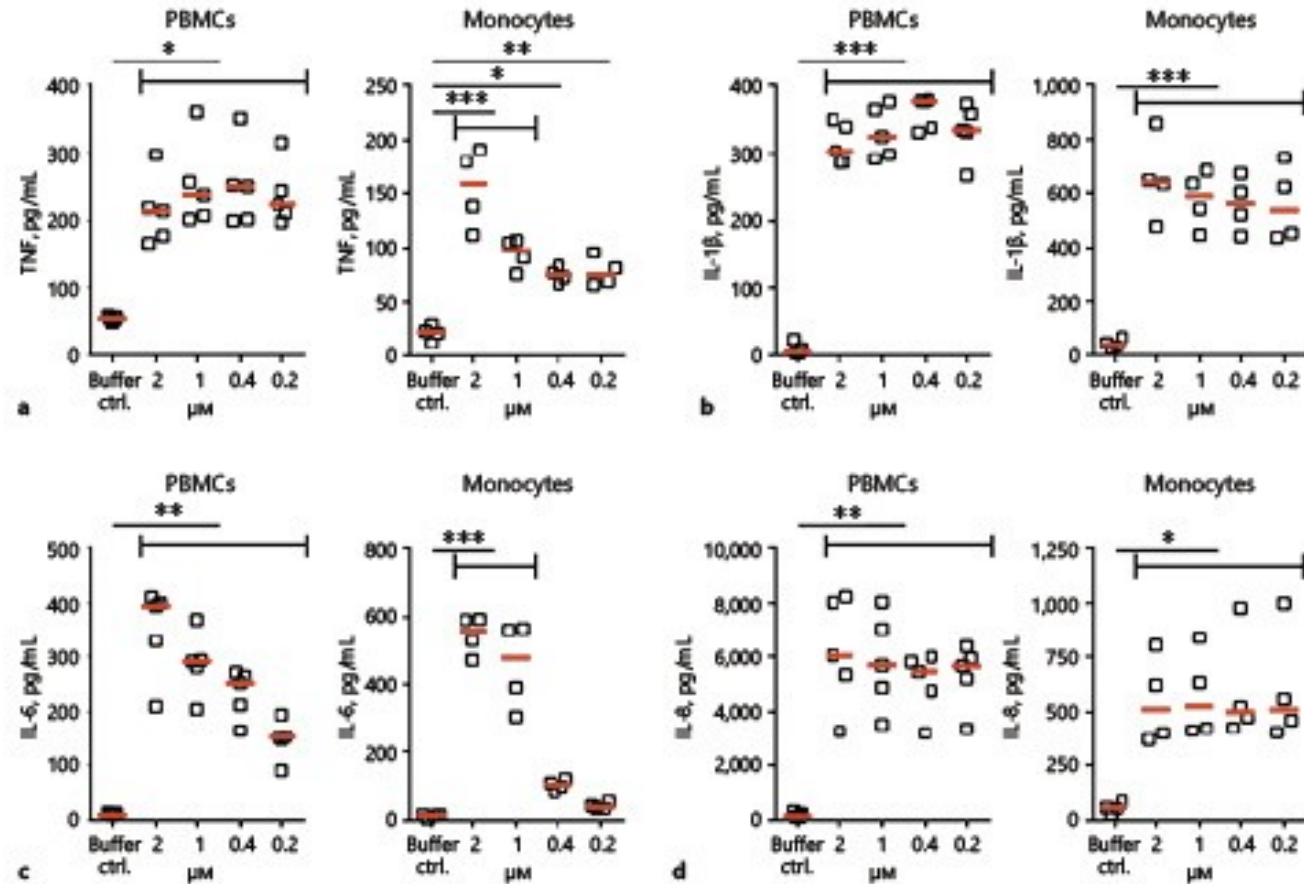 PBMCs
*
TNF, pg/mL
400
300
200
100
0
Buffer ctrl.
2
1
0.4
0.2
µM
a
Monocytes
**
*
***
TNF, pg/mL
250
200
150
100
50
0
Buffer ctrl.
2
1
0.4
0.2
µM
PBMCs
***
IL-1β, pg/mL
400
300
200
100
0
Buffer ctrl.
2
1
0.4
0.2
µM
b
Monocytes
***
IL-1β, pg/mL
1,000
800
600
400
200
0
Buffer ctrl.
2
1
0.4
0.2
µM
PBMCs
**
IL-6, pg/mL
500
400
300
200
100
0
Buffer ctrl.
2
1
0.4
0.2
µM
c
Monocytes
***
IL-6, pg/mL
800
600
400
200
0
Buffer ctrl.
2
1
0.4
0.2
µM
PBMCs
**
IL-8, pg/mL
10,000
8,000
6,000
4,000
2,000
0
Buffer ctrl.
2
1
0.4
0.2
µM
d
Monocytes
*
IL-8, pg/mL
1,250
1,000
750
500
250
0
Buffer ctrl.
2
1
0.4
0.2
µM